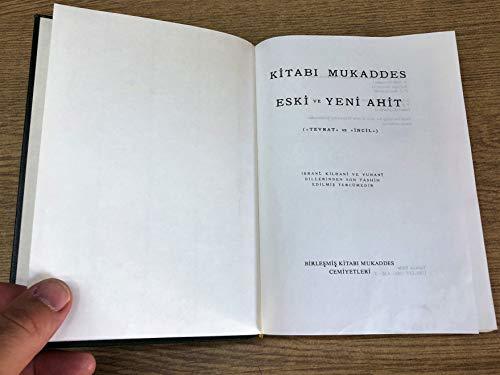 KİTABI MUKADDES
ESKİ VE YENİ AHİT
(«TEVRAT» VE «İNCİL»)
İBRANİ, KİLDANİ VE YUNANİ
DİLLERİNDEN SON TASHİH
EDİLMİŞ TERCÜMEDİR
BİRLEŞMİŞ KİTABI MUKADDES
CEMİYETLERİ